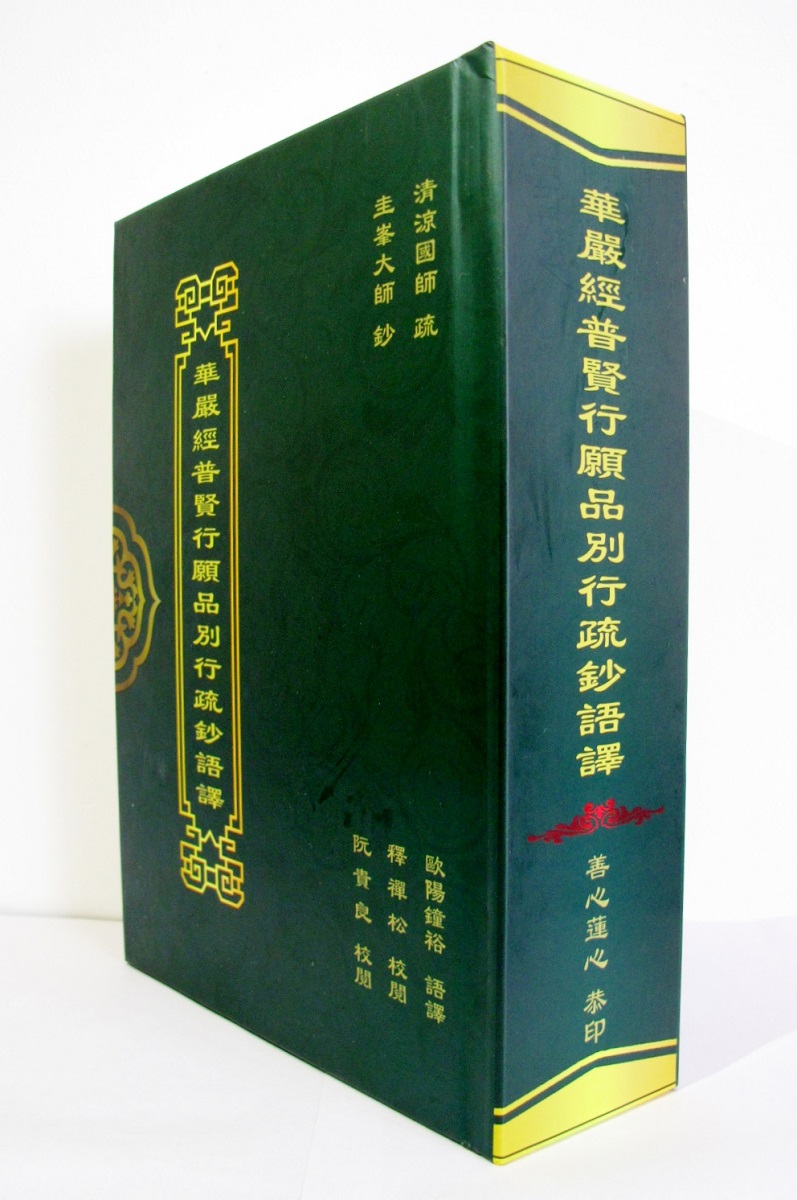 清涼國師 疏
圭峯大師 鈔
華嚴經普賢行願品別行疏鈔語譯
歐陽鐘裕 語譯
釋禪松 校閱
阮貴良 校閱
華嚴經普賢行願品別行疏鈔語譯
善心蓮心 恭印